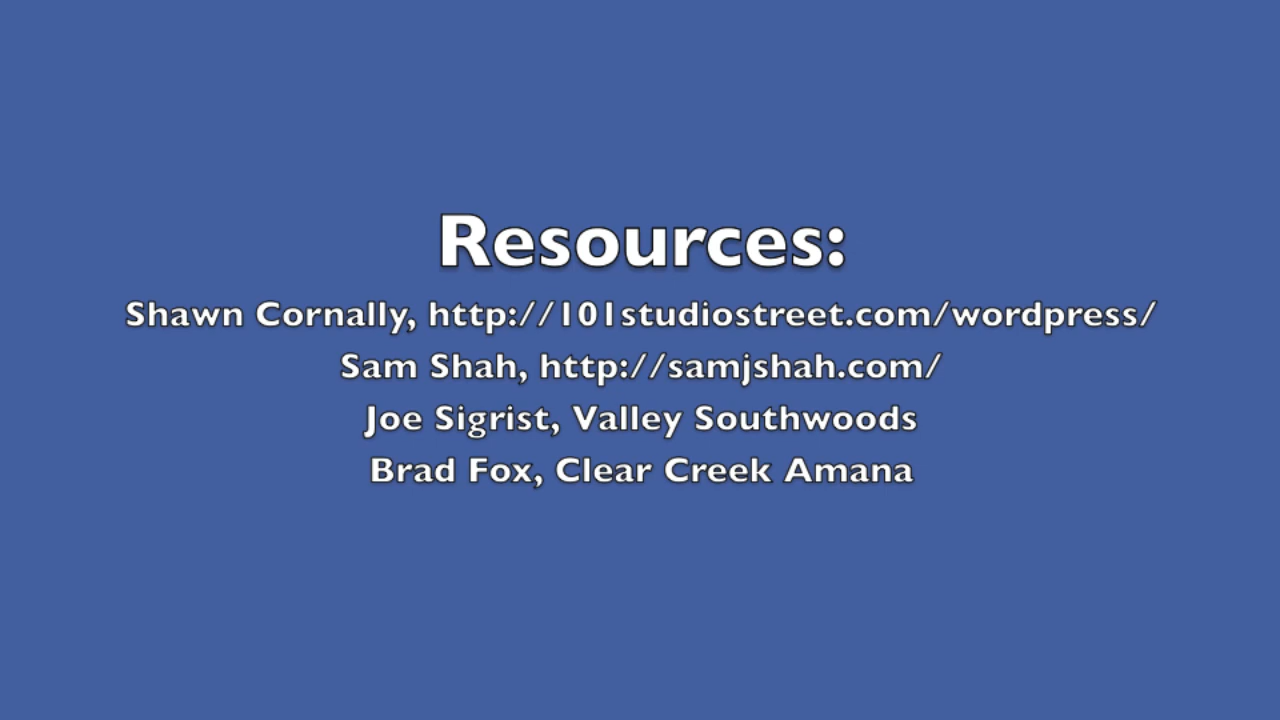 Resources:
Shawn Cornally, http://101studiostreet.com/wordpress/
Sam Shah, http://samjshah.com/
Joe Sigrist, Valley Southwoods
Brad Fox, Clear Creek Amana